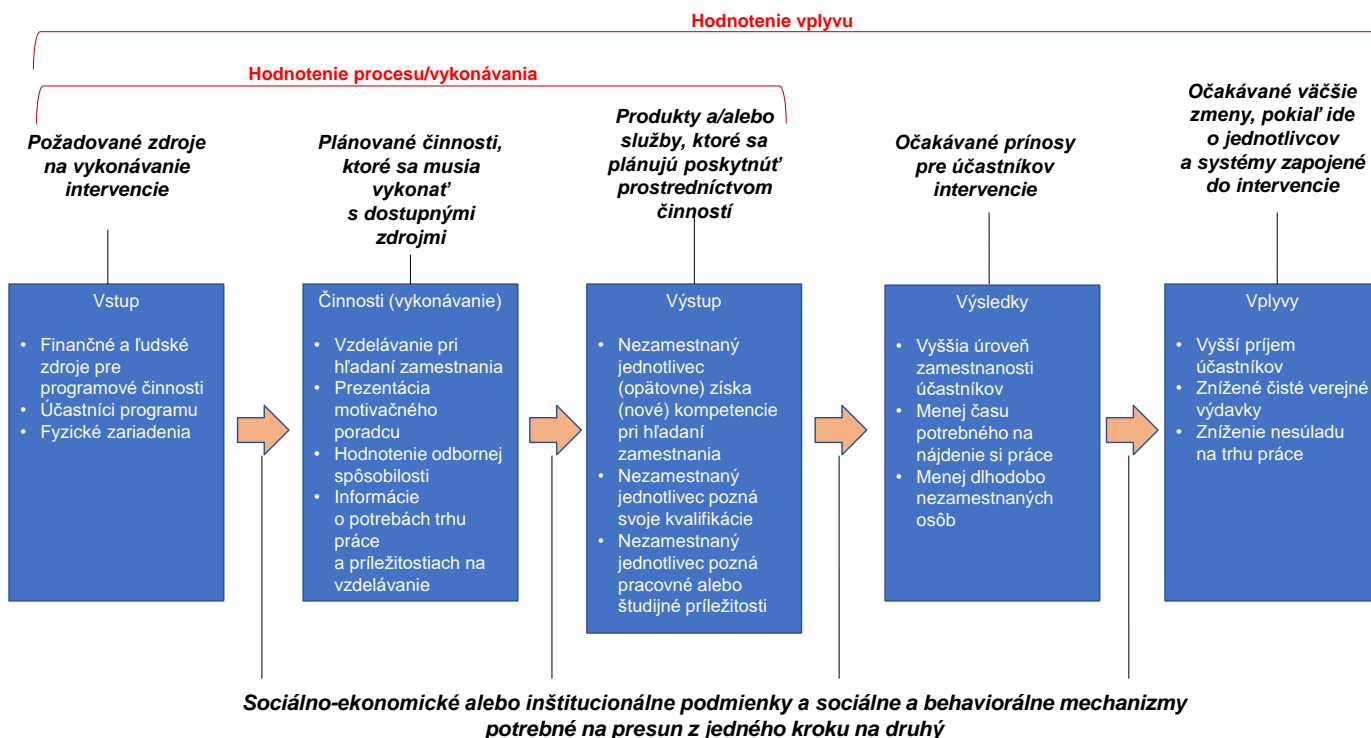 Hodnotenie vplyvu
Hodnotenie procesu/vykonávania
Požadované zdroje
na vykonávanie
intervencie
Plánované činnosti,
ktoré sa musia
vykonať
s dostupnými
zdrojmi
Produkty a/alebo
služby, ktoré sa
plánujú poskytnúť
prostredníctvom
činností
Očakávané prínosy
pre účastníkov
intervencie
Očakávané väčšie
zmeny, pokiaľ ide
o jednotlivcov
a systémy zapojené
do intervencie
Vstup
• Finančné a ľudské
zdroje pre
programové činnosti
• Účastníci programu
• Fyzické zariadenia
Činnosti (vykonávanie)
• Vzdelávanie pri
hľadaní zamestnania
• Prezentácia
motivačného
poradcu
• Hodnotenie odbornej
spôsobilosti
• Informácie
o potrebách trhu
práce
a príležitostiach na
vzdelávanie
Výstup
• Nezamestnaný
jednotlivec
(opätovne) získa
(nové) kompetencie
pri hľadaní
zamestnania
• Nezamestnaný
jednotlivec pozná
svoje kvalifikácie
• Nezamestnaný
jednotlivec pozná
pracovné alebo
študijné príležitosti
Výsledky
• Vyššia úroveň
zamestnanosti
účastníkov
• Menej času
potrebného na
nájdenie si práce
• Menej dlhodobo
nezamestnaných
osôb
Vplyvy
• Vyšší príjem
účastníkov
• Znížené čisté verejné
výdavky
• Zníženie nesúladu
na trhu práce
Sociálno-ekonomické alebo inštitucionálne podmienky a sociálne a behaviorálne mechanizmy
potrebné na presun z jedného kroku na druhý